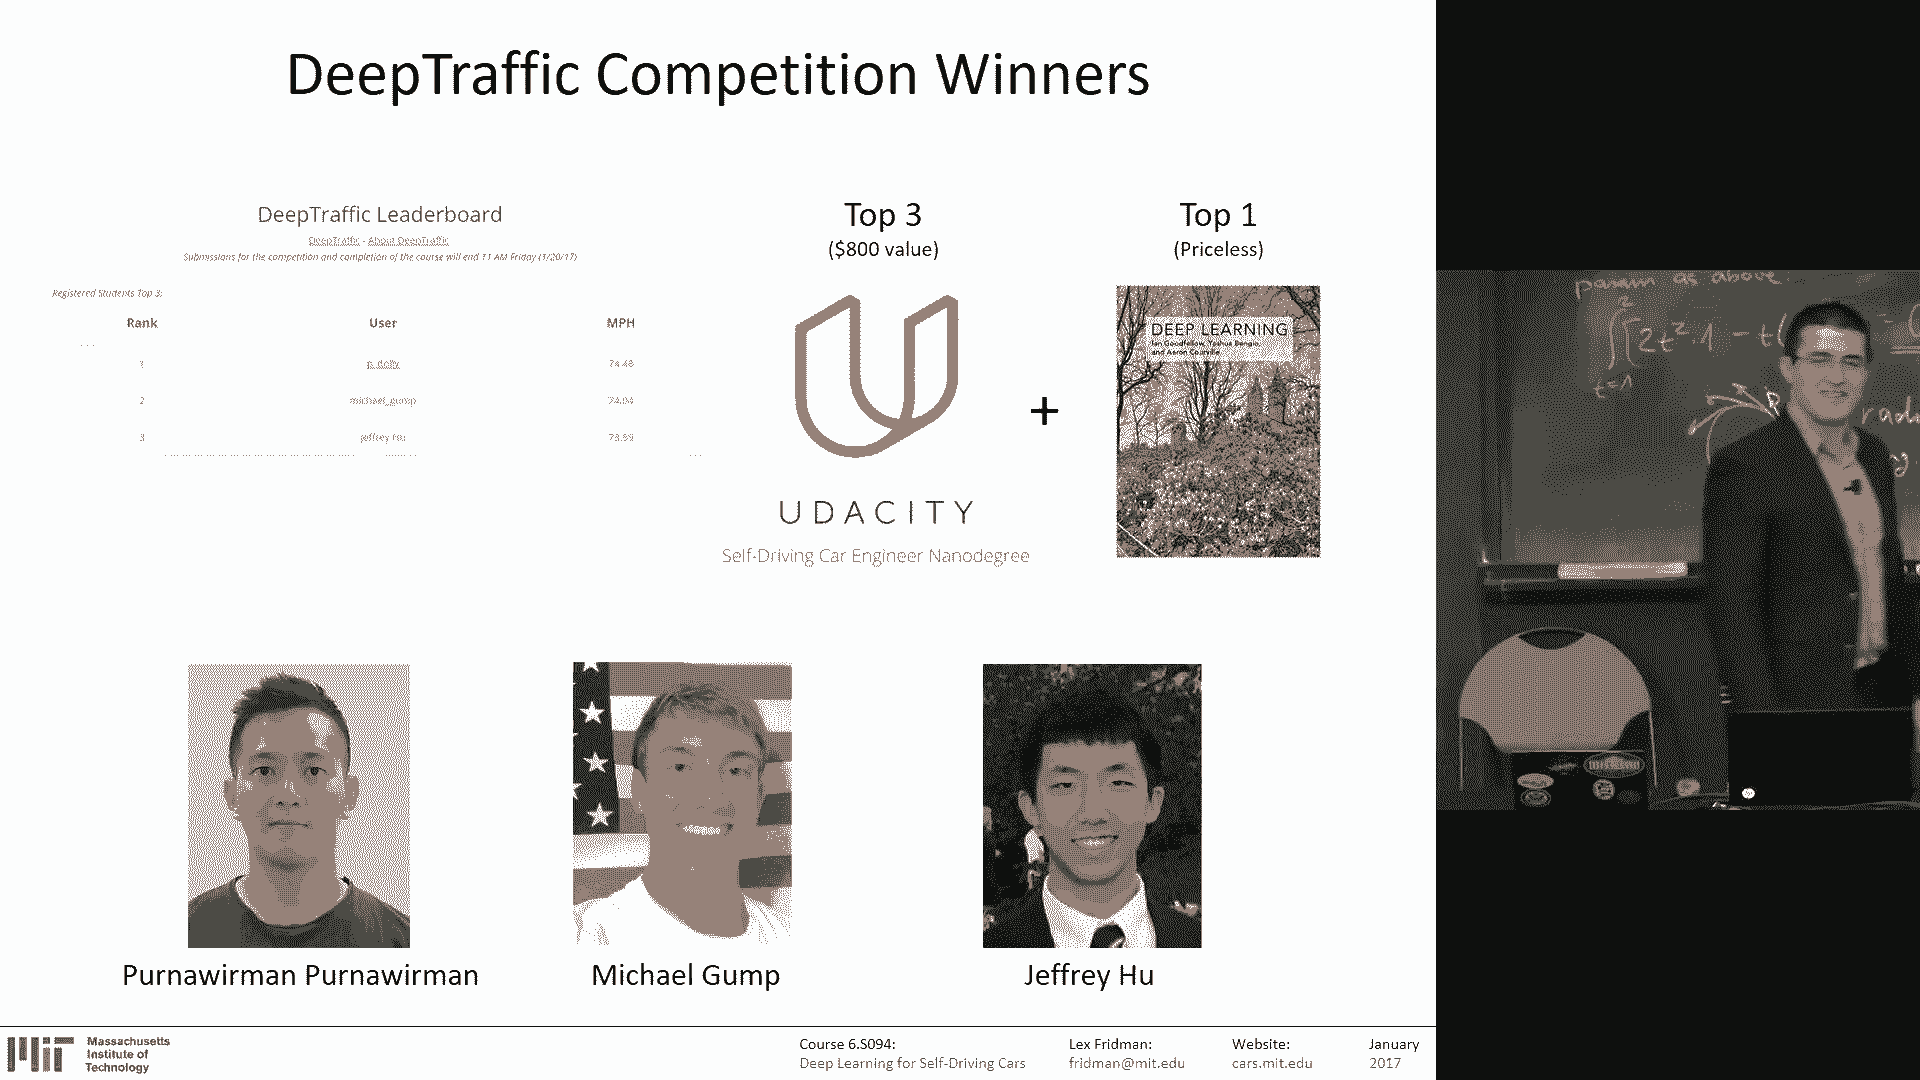 DeepTraffic Competition Winners
DeepTraffic Leaderboard
DeepTraffic - About DeepTraffic
Submissions for the competition and completion of the course will end 11 AM Friday (1/20/17)
Registered Students Top 3:
Rank User MPH
1 74.48
2 michael_gump 74.04
3 jeffrey hu 73.59
Top 3
($800 value)
UDACITY
Self-Driving Car Engineer Nanodegree
+
Top 1
(Priceless)
DEEP LEARNING
Ian Goodfellow, Yoshua Bengio,
and Aaron Courville
Purnawirman Purnawirman
Michael Gump
Jeffrey Hu
MIT
Massachusetts
Institute of
Technology
Course 6.S094:
Deep Learning for Self-Driving Cars
Lex Fridman:
fridman@mit.edu
Website:
cars.mit.edu
January
2017
param as above.
2
∫∫[2t².1 - t( =
t=1